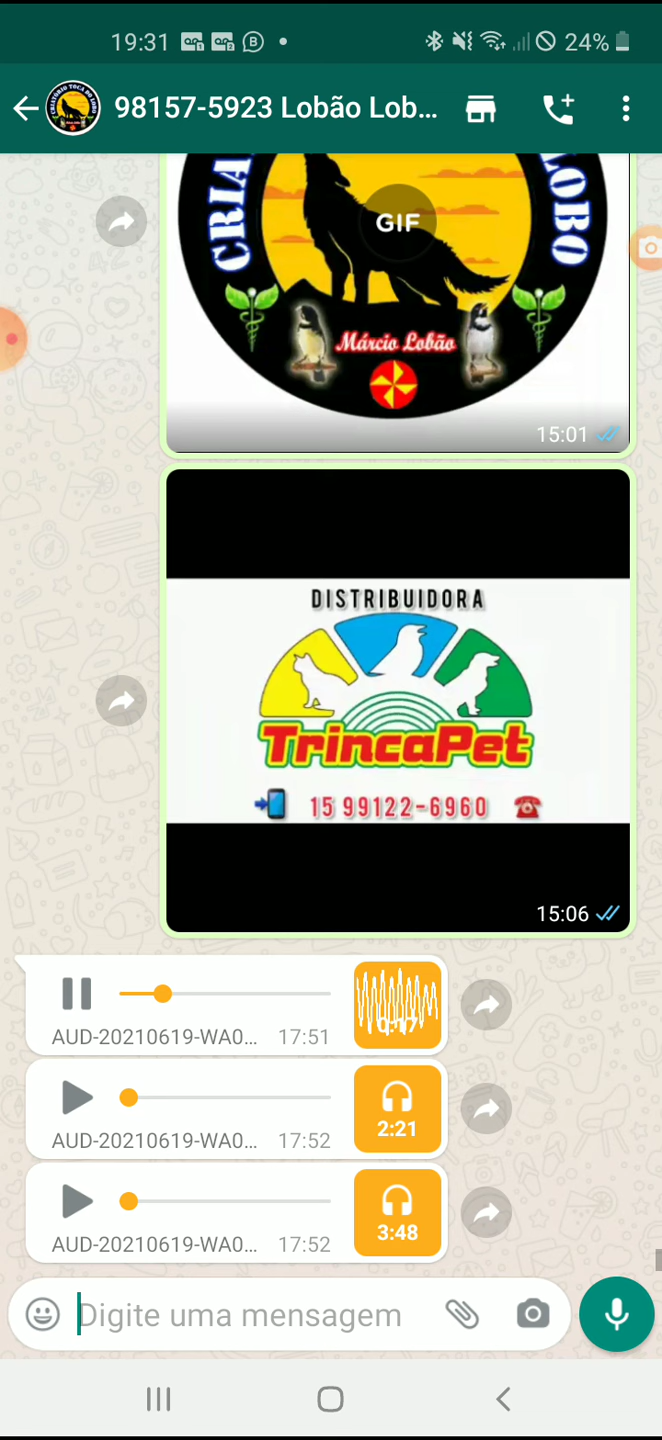 19:31
24%
98157-5923 Lobão Lob...
CRIA
LOBO
GIF
Márcio Lobão
15:01
DISTRIBUIDORA
TrincaPet
15 99122-6960
15:06
AUD-20210619-WA0... 17:51
2:21
AUD-20210619-WA0... 17:52
3:48
AUD-20210619-WA0... 17:52
Digite uma mensagem